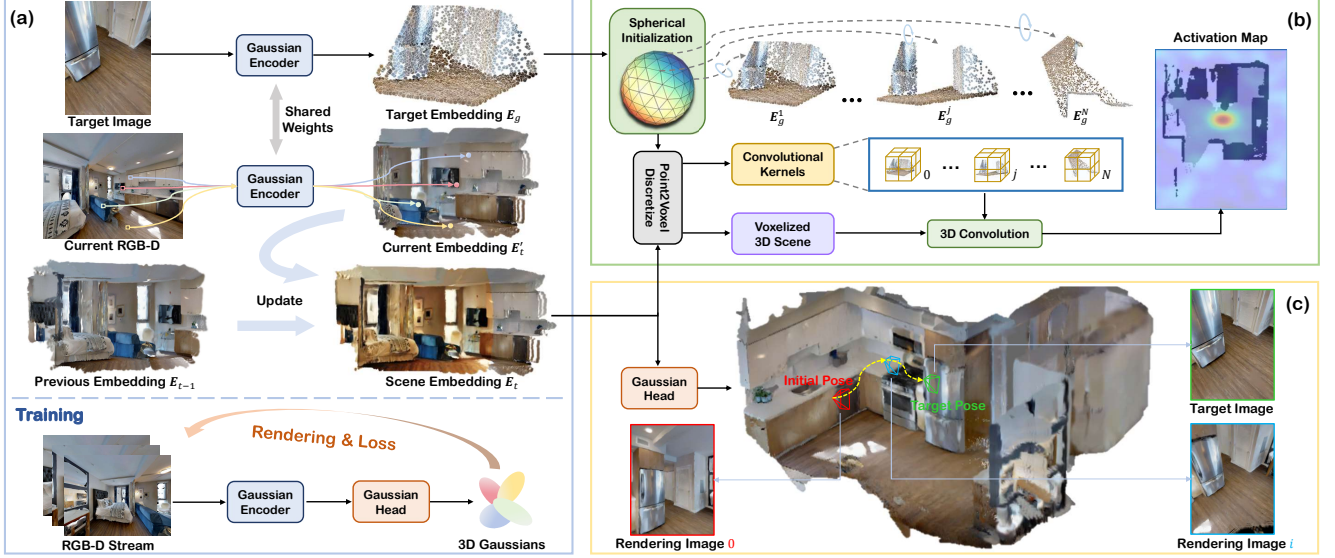 (a)
Target Image
Gaussian
Encoder
Target Embedding E_g
Shared
Weights
Current RGB-D
Gaussian
Encoder
Current Embedding E'_t
Update
Previous Embedding E_{t−1}
Scene Embedding E_t
Training
Rendering & Loss
RGB-D Stream
Gaussian
Encoder
Gaussian
Head
3D Gaussians
(b)
Spherical
Initialization
E_g^1
...
E_g^j
...
E_g^N
Activation Map
Point2Voxel
Discretize
Convolutional
Kernels
0
...
j
...
N
Voxelized
3D Scene
3D Convolution
(c)
Gaussian
Head
Initial Pose
Target Pose
Target Image
Rendering Image 0
Rendering Image i